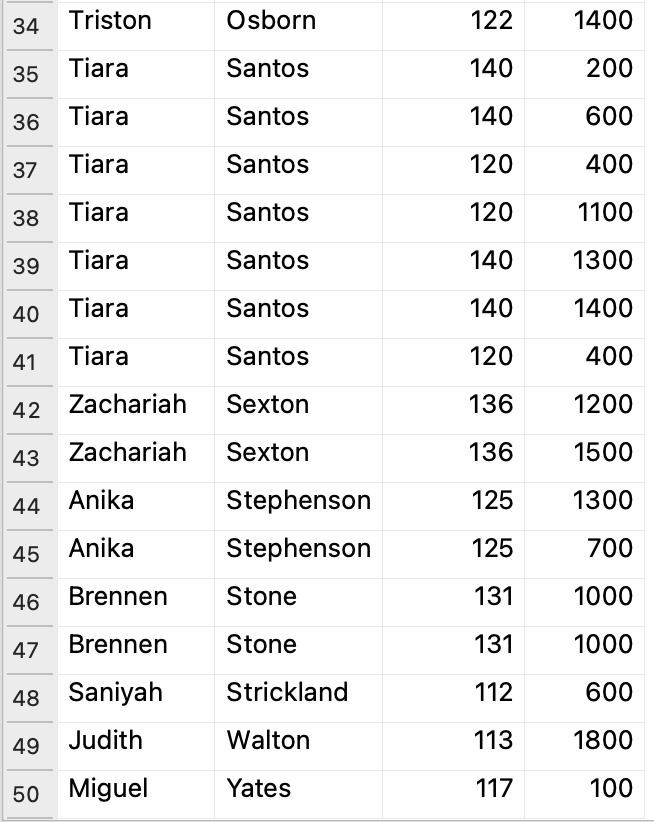 34 Triston Osborn 122 1400
35 Tiara Santos 140 200
36 Tiara Santos 140 600
37 Tiara Santos 120 400
38 Tiara Santos 120 1100
39 Tiara Santos 140 1300
40 Tiara Santos 140 1400
41 Tiara Santos 120 400
42 Zachariah Sexton 136 1200
43 Zachariah Sexton 136 1500
44 Anika Stephenson 125 1300
45 Anika Stephenson 125 700
46 Brennen Stone 131 1000
47 Brennen Stone 131 1000
48 Saniyah Strickland 112 600
49 Judith Walton 113 1800
50 Miguel Yates 117 100